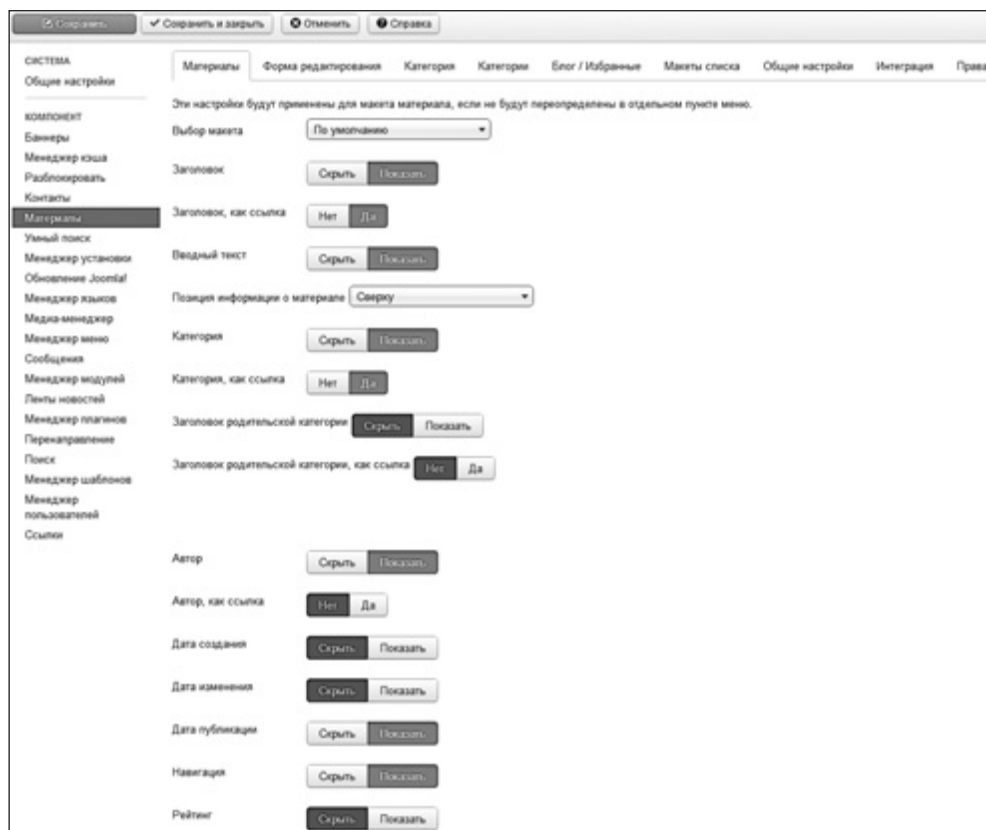 Сохранить Сохранить и закрыть Отменить Справка
СИСТЕМА
Общие настройки
КОМПОНЕНТ
Баннеры
Менеджер кэша
Разблокировать
Контакты
Материалы
Умный поиск
Менеджер установки
Обновление Joomla!
Менеджер языков
Медиа-менеджер
Менеджер меню
Сообщения
Менеджер модулей
Ленты новостей
Менеджер плагинов
Перенаправление
Поиск
Менеджер шаблонов
Менеджер
пользователей
Ссылки
Материалы Форма редактирования Категория Категории Блог / Избранные Макеты списка Общие настройки Интеграция Права
Эти настройки будут применены для макета материала, если не будут переопределены в отдельном пункте меню.
Выбор макета По умолчанию
Заголовок Скрыть Показать
Заголовок, как ссылка Нет Да
Вводный текст Скрыть Показать
Позиция информации о материале Сверху
Категория Скрыть Показать
Категория, как ссылка Нет Да
Заголовок родительской категории Скрыть Показать
Заголовок родительской категории, как ссылка Нет Да
Автор Скрыть Показать
Автор, как ссылка Нет Да
Дата создания Скрыть Показать
Дата изменения Скрыть Показать
Дата публикации Скрыть Показать
Навигация Скрыть Показать
Рейтинг Скрыть Показать